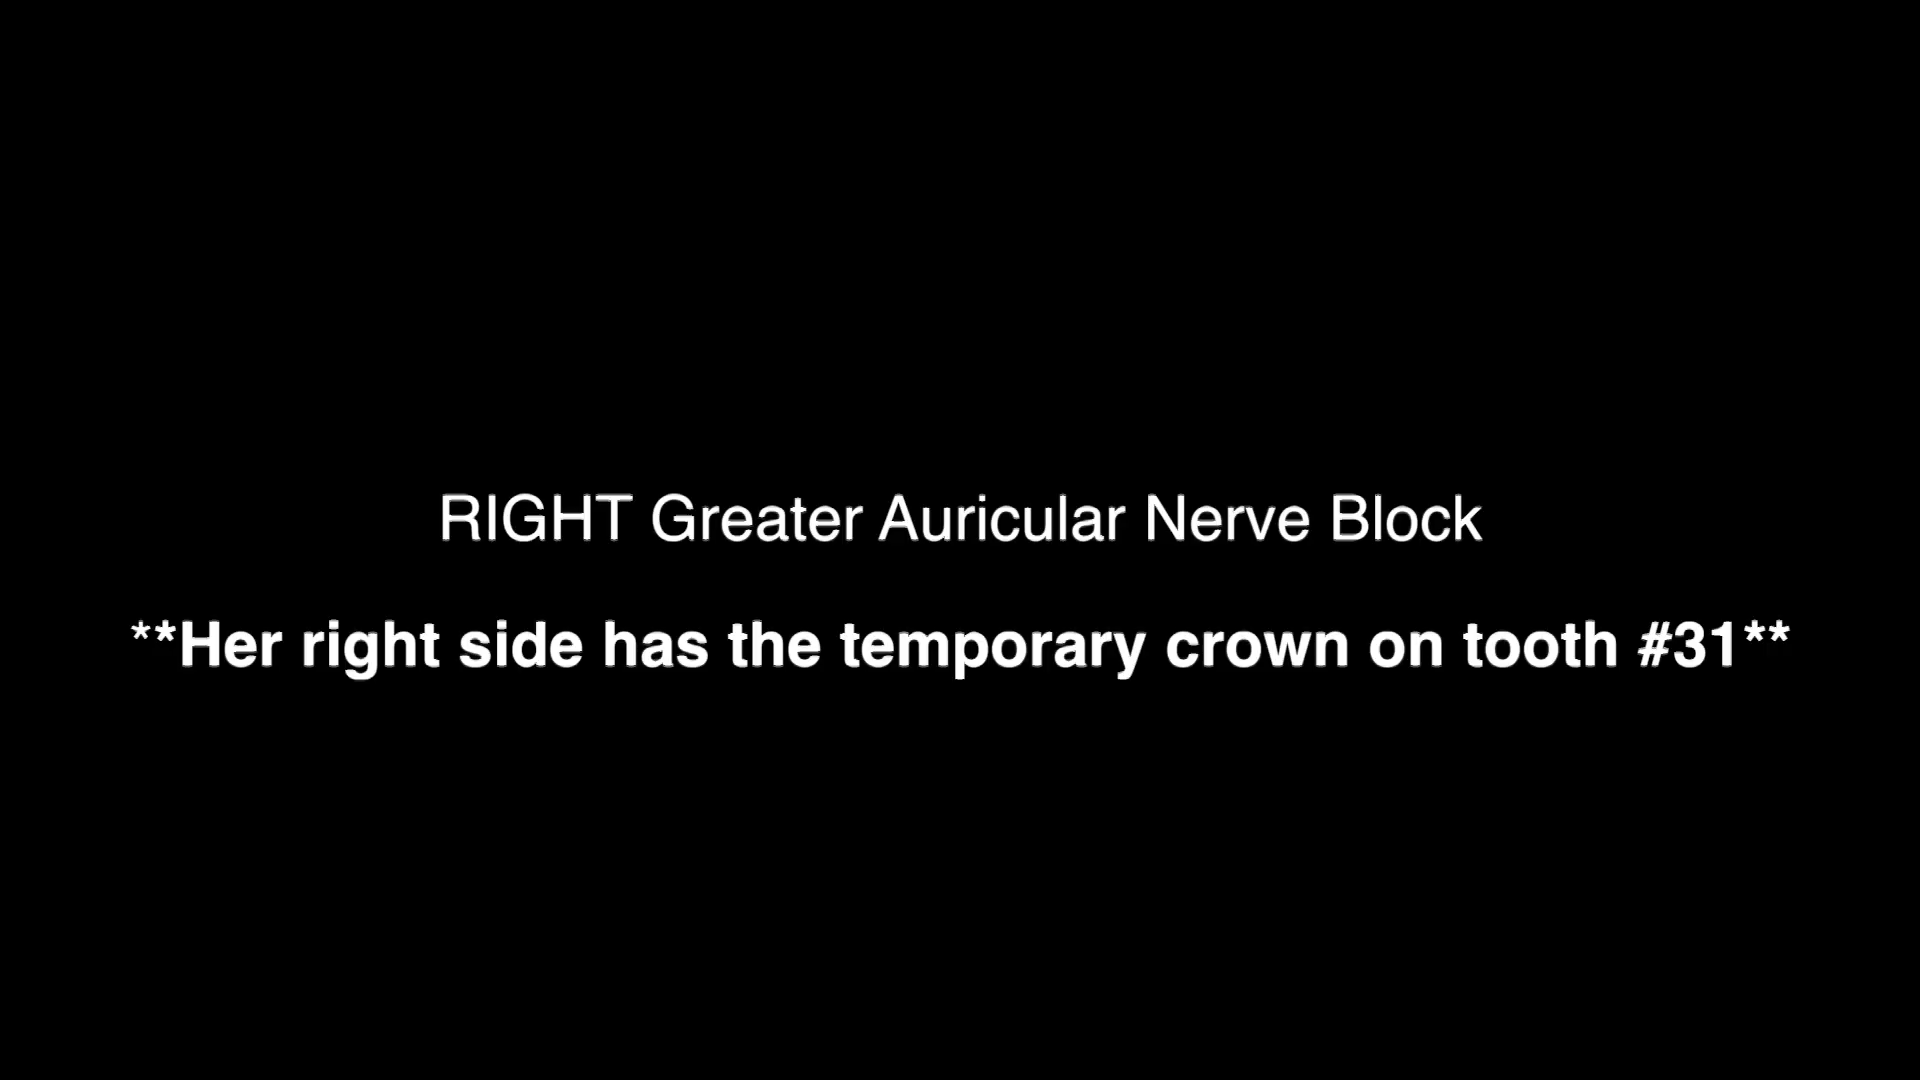 RIGHT Greater Auricular Nerve Block
**Her right side has the temporary crown on tooth #31**